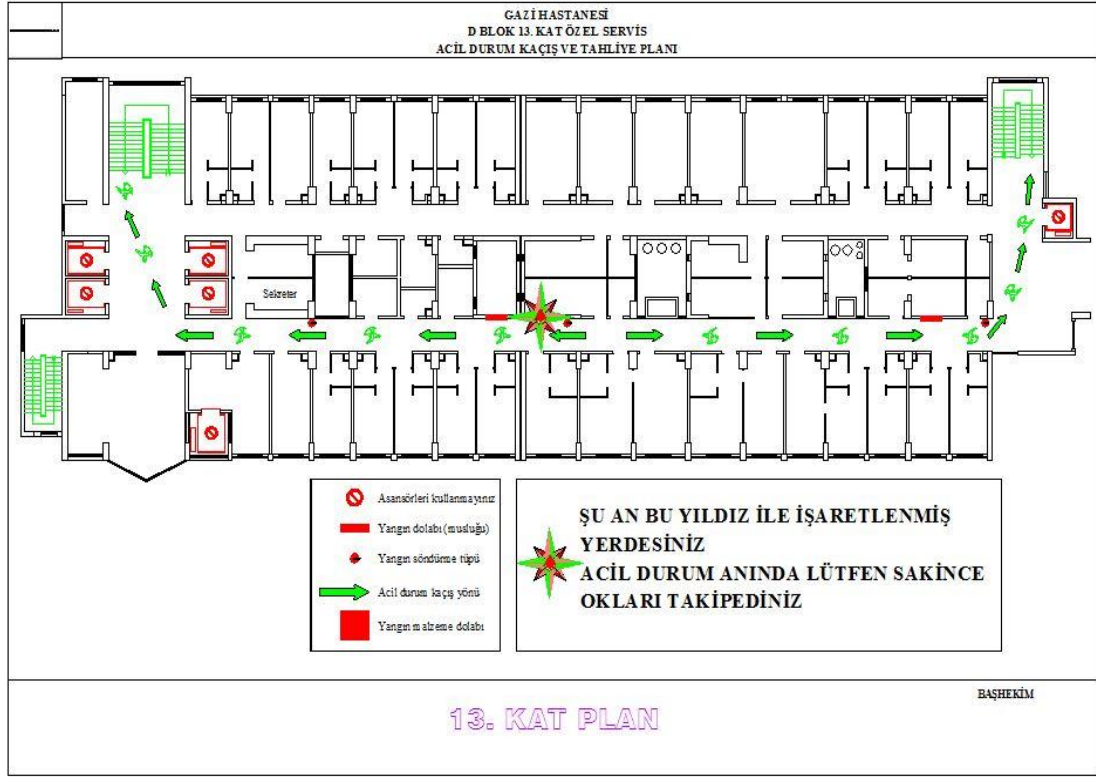 GAZİ HASTANESİ
D BLOK 13. KAT ÖZEL SERVİS
ACİL DURUM KAÇIŞ VE TAHLİYE PLANI
Sekreter
Asansörleri kullanmayınız
Yangın dolabı (musluğu)
Yangın söndürme tüpü
Acil durum kaçış yönü
Yangın malzeme dolabı
ŞU AN BU YILDIZ İLE İŞARETLENMİŞ
YERDESİNİZ
ACİL DURUM ANINDA LÜTFEN SAKİNCE
OKLARI TAKİPEDİNİZ
BAŞHEKİM
13. KAT PLAN